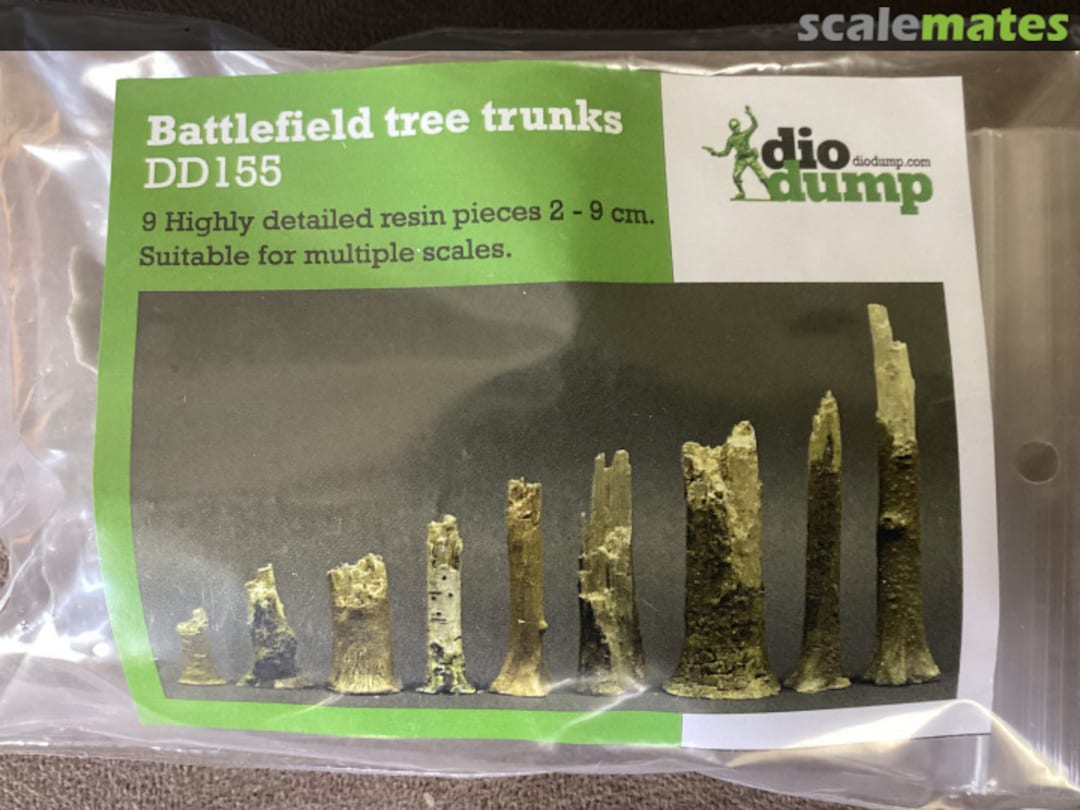 scalemates
Battlefield tree trunks
DD155
9 Highly detailed resin pieces 2 - 9 cm.
Suitable for multiple scales.
dio diodump.com
dump